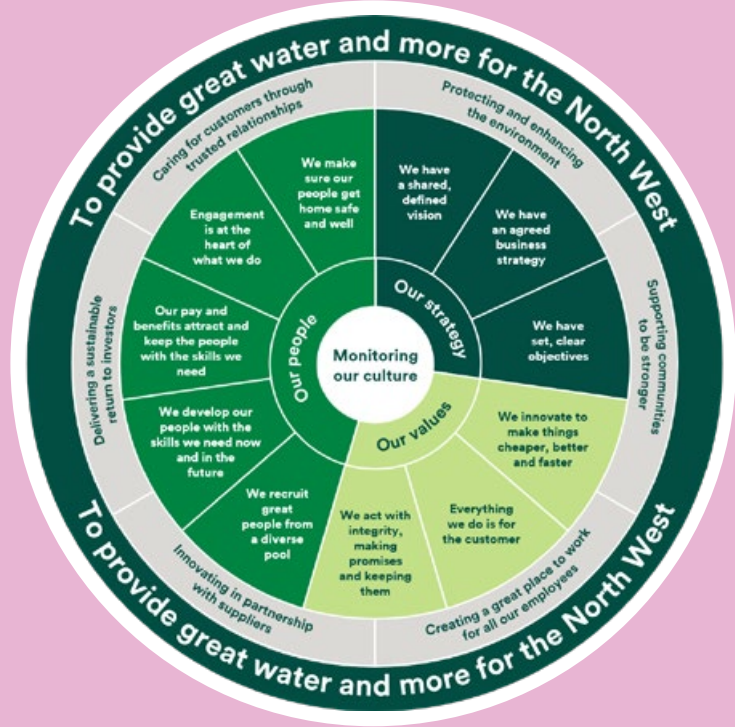 To provide great water and more for the North West
Caring for customers through
trusted relationships
Protecting and enhancing
the environment
Supporting communities
to be stronger
Creating a great place to work
for all our employees
Innovating in partnership
with suppliers
Delivering a sustainable
return to investors
We make
sure our
people get
home safe
and well
Engagement
is at the
heart of
what we do
Our pay and
benefits attract and
keep the people
with the skills we
need
We develop our
people with the
skills we need now
and in the
future
We recruit
great
people from
a diverse
pool
We have
a shared,
defined
vision
We have
an agreed
business
strategy
We have
set, clear
objectives
We innovate to
make things
cheaper, better
and faster
Everything
we do is for
the customer
We act with
integrity,
making
promises
and keeping
them
Our people
Our strategy
Our values
Monitoring
our culture
To provide great water and more for the North West